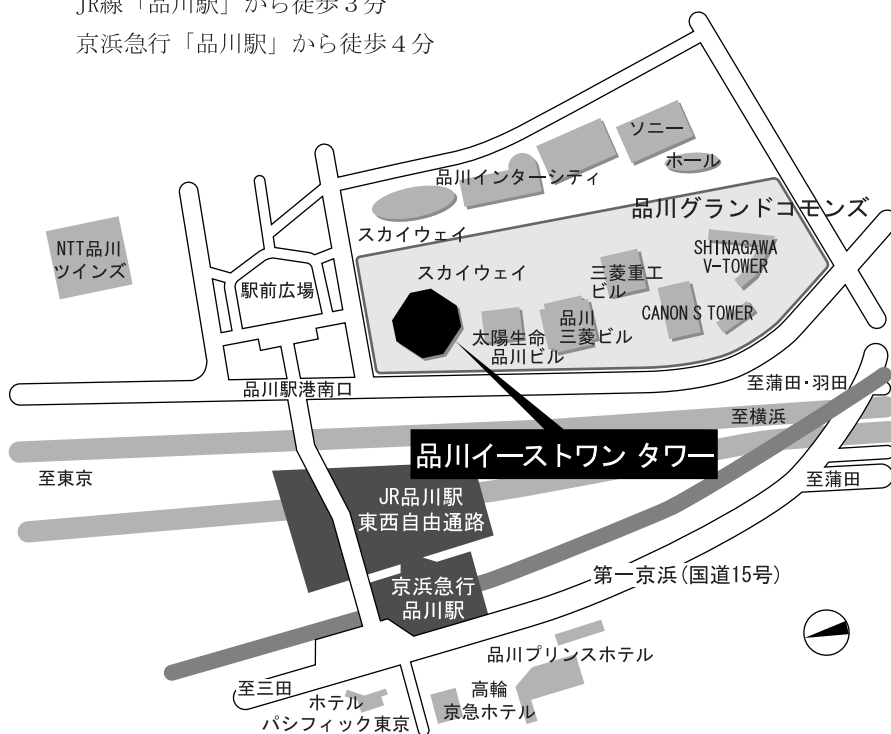 JR線「品川駅」から徒歩３分
京浜急行「品川駅」から徒歩４分
ソニー
ホール
品川インターシティ
品川グランドコモンズ
NTT品川
ツインズ
スカイウェイ
スカイウェイ
駅前広場
三菱重工
ビル
SHINAGAWA
V-TOWER
CANON S TOWER
太陽生命
品川ビル
品川
三菱ビル
品川駅港南口
至蒲田・羽田
至横浜
品川イーストワン タワー
至東京
至蒲田
JR品川駅
東西自由通路
第一京浜(国道15号)
京浜急行
品川駅
品川プリンスホテル
至三田
ホテル
パシフィック東京
高輪
京急ホテル